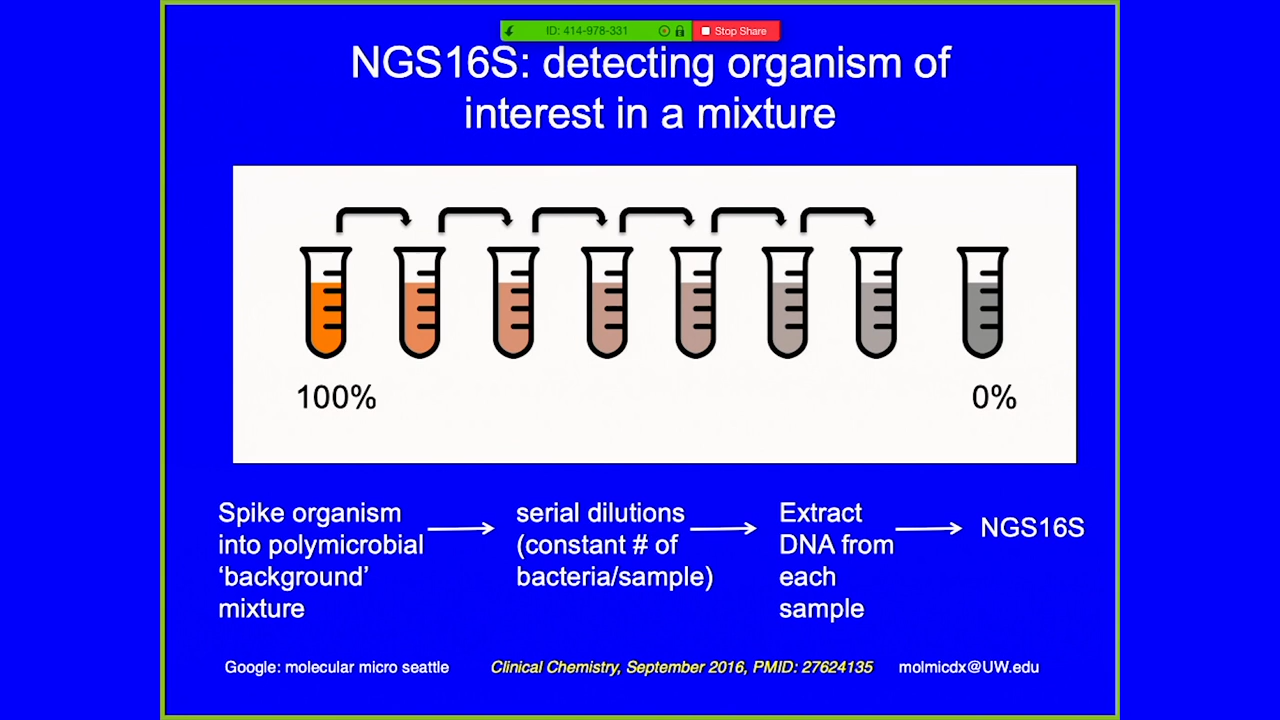 ID: 414-978-331
Stop Share
NGS16S: detecting organism of
interest in a mixture
100%
0%
Spike organism
into polymicrobial
‘background’
mixture
serial dilutions
(constant # of
bacteria/sample)
Extract
DNA from
each
sample
NGS16S
Google: molecular micro seattle
Clinical Chemistry, September 2016, PMID: 27624135
molmicdx@UW.edu